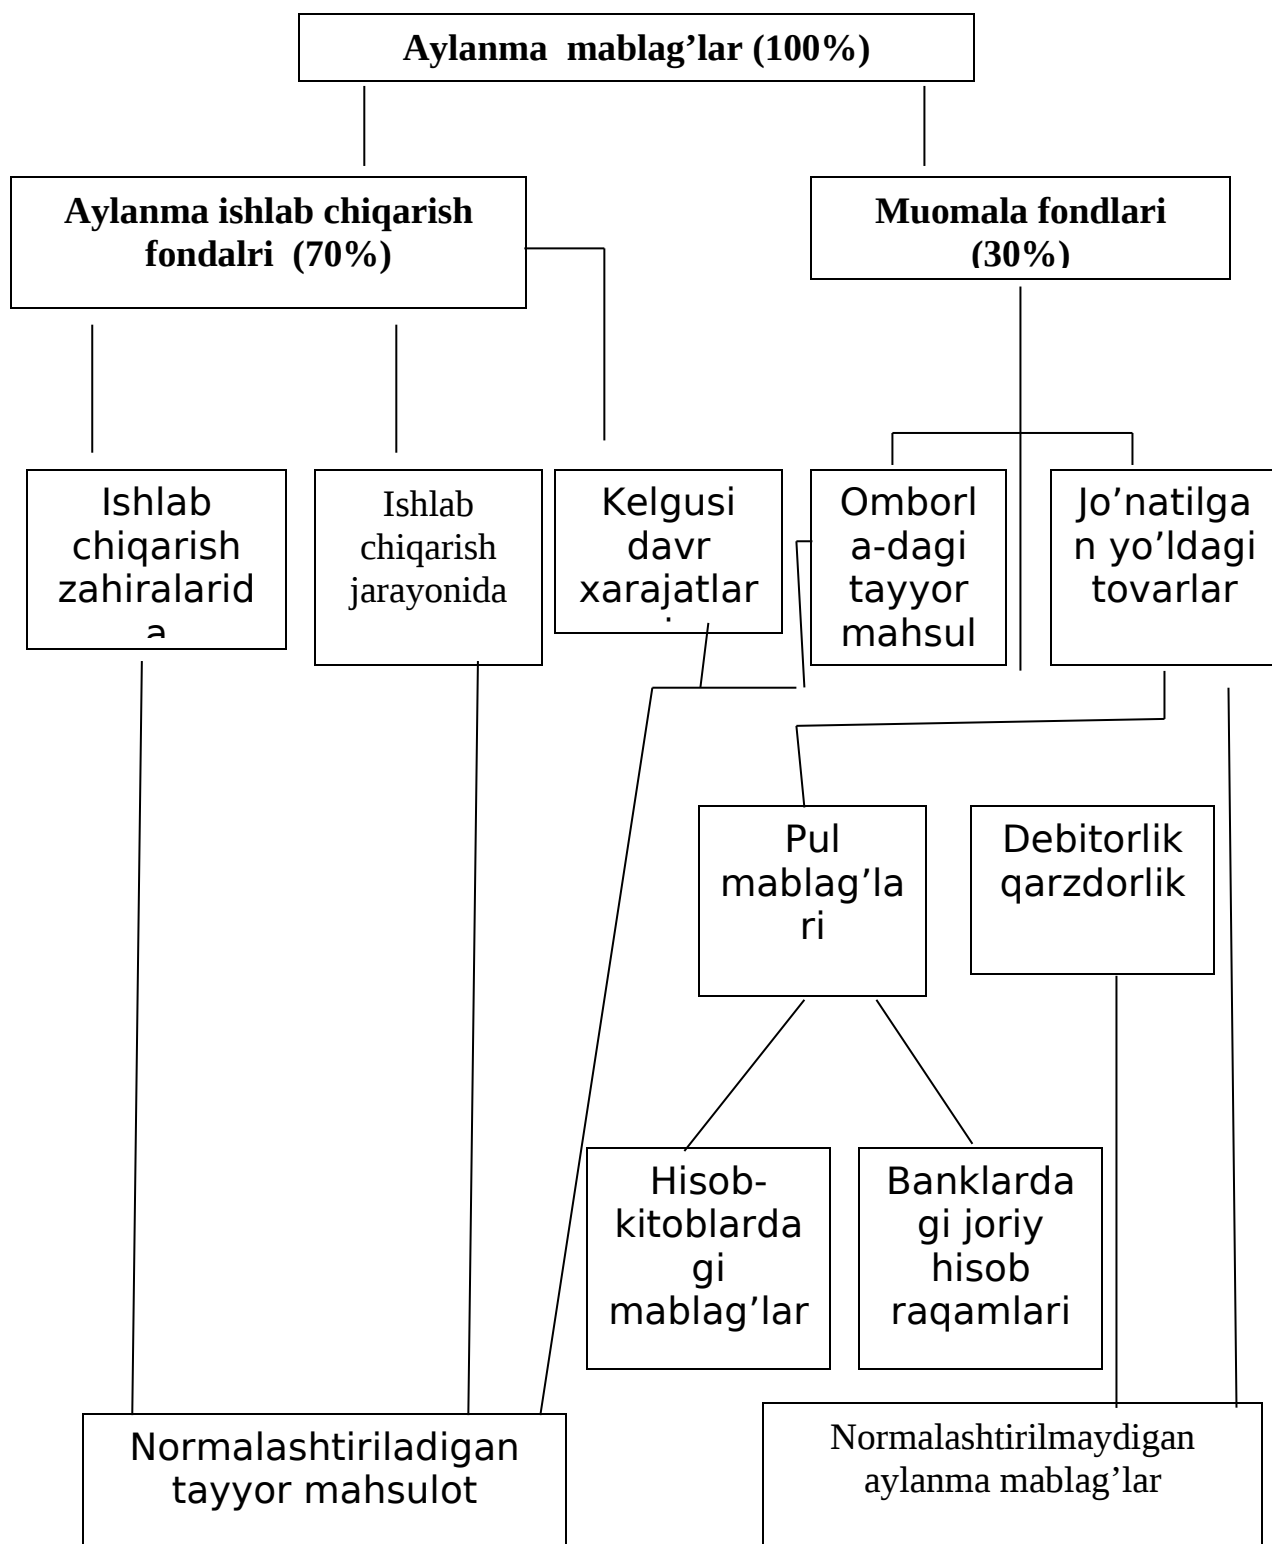 Aylanma mablag’lar (100%)
Aylanma ishlab chiqarish
fondalri (70%)
Muomala fondlari
(30%)
Ishlab
chiqarish
zahiralarid
a
Ishlab
chiqarish
jarayonida
Kelgusi
davr
xarajatlar
Omborl
a-dagi
tayyor
mahsul
Jo’natilga
n yo’ldagi
tovarlar
Pul
mablag’la
ri
Debitorlik
qarzdorlik
Hisob-
kitoblarda
gi
mablag’lar
Banklarda
gi joriy
hisob
raqamlari
Normalashtiriladigan
tayyor mahsulot
Normalashtirilmaydigan
aylanma mablag’lar